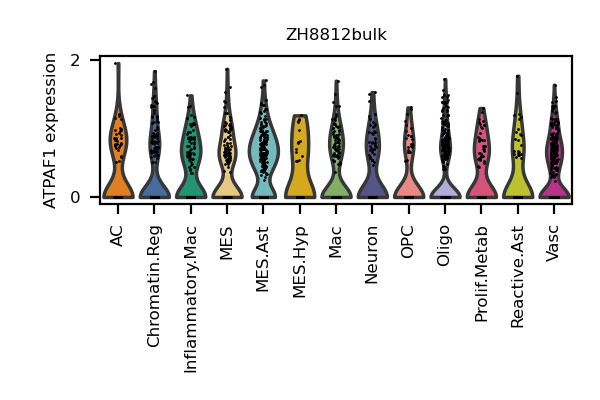 ZH8812bulk
ATPAF1 expression
2
0
AC
Chromatin.Reg
Inflammatory.Mac
MES
MES.Ast
MES.Hyp
Mac
Neuron
OPC
Oligo
Prolif.Metab
Reactive.Ast
Vasc